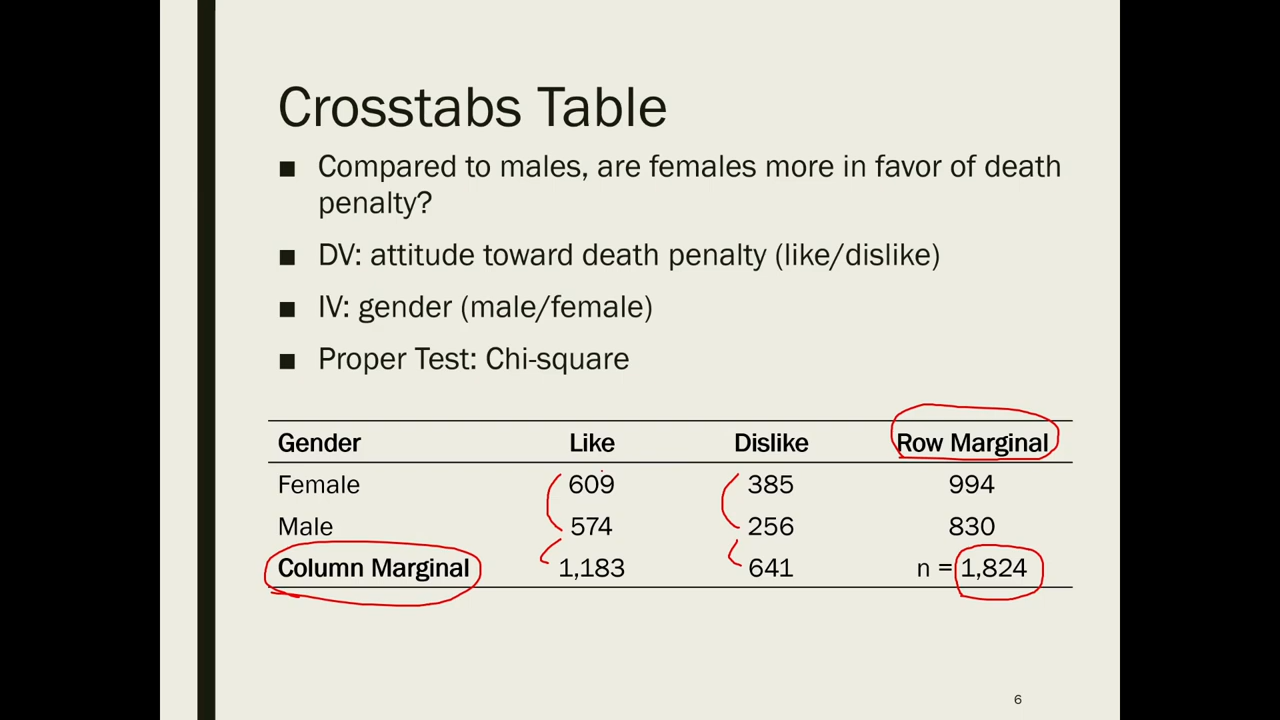 Crosstabs Table
■ Compared to males, are females more in favor of death
penalty?
■ DV: attitude toward death penalty (like/dislike)
■ IV: gender (male/female)
■ Proper Test: Chi-square
Gender Like Dislike Row Marginal
Female 609 385 994
Male 574 256 830
Column Marginal 1,183 641 n = 1,824
6